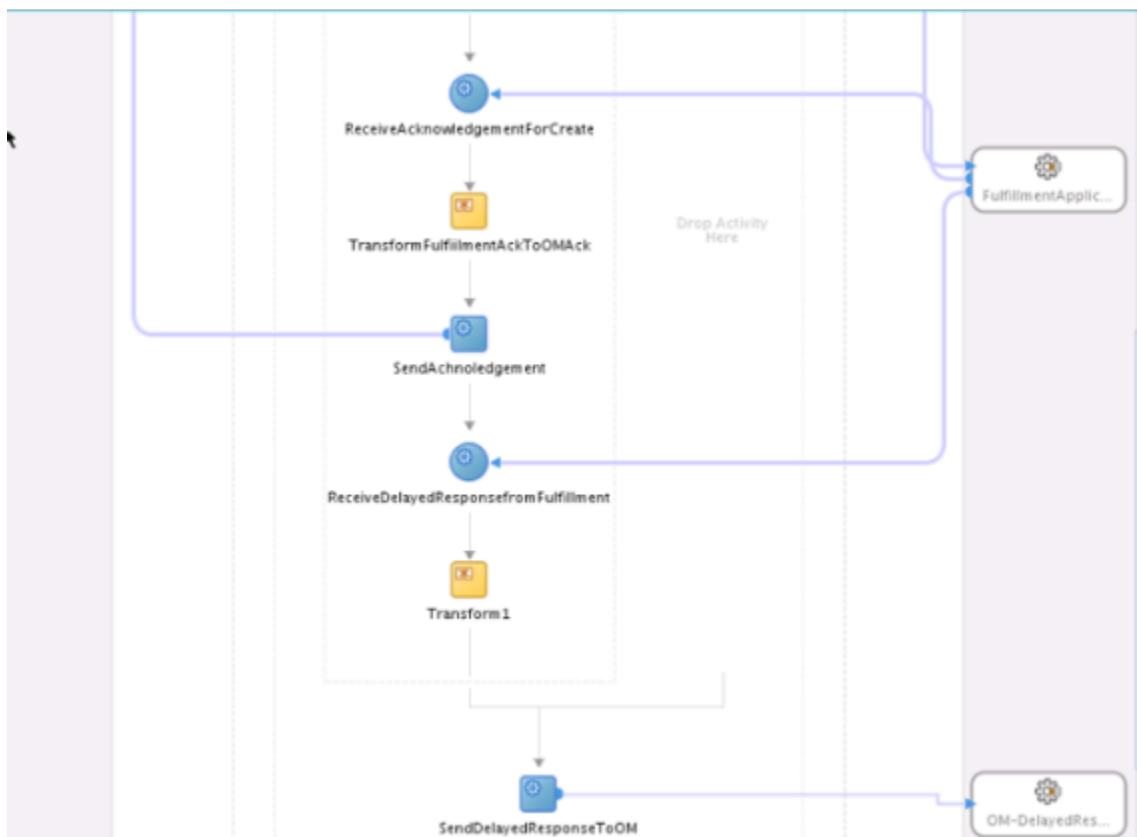 ReceiveAcknowledgementForCreate
FulfillmentApplic...
Drop Activity
Here
TransformFulfillmentAckToOMAck
SendAchnoledgement
ReceiveDelayedResponsefromFulfillment
Transform1
SendDelayedResponseToOM
OM-DelayedRes...